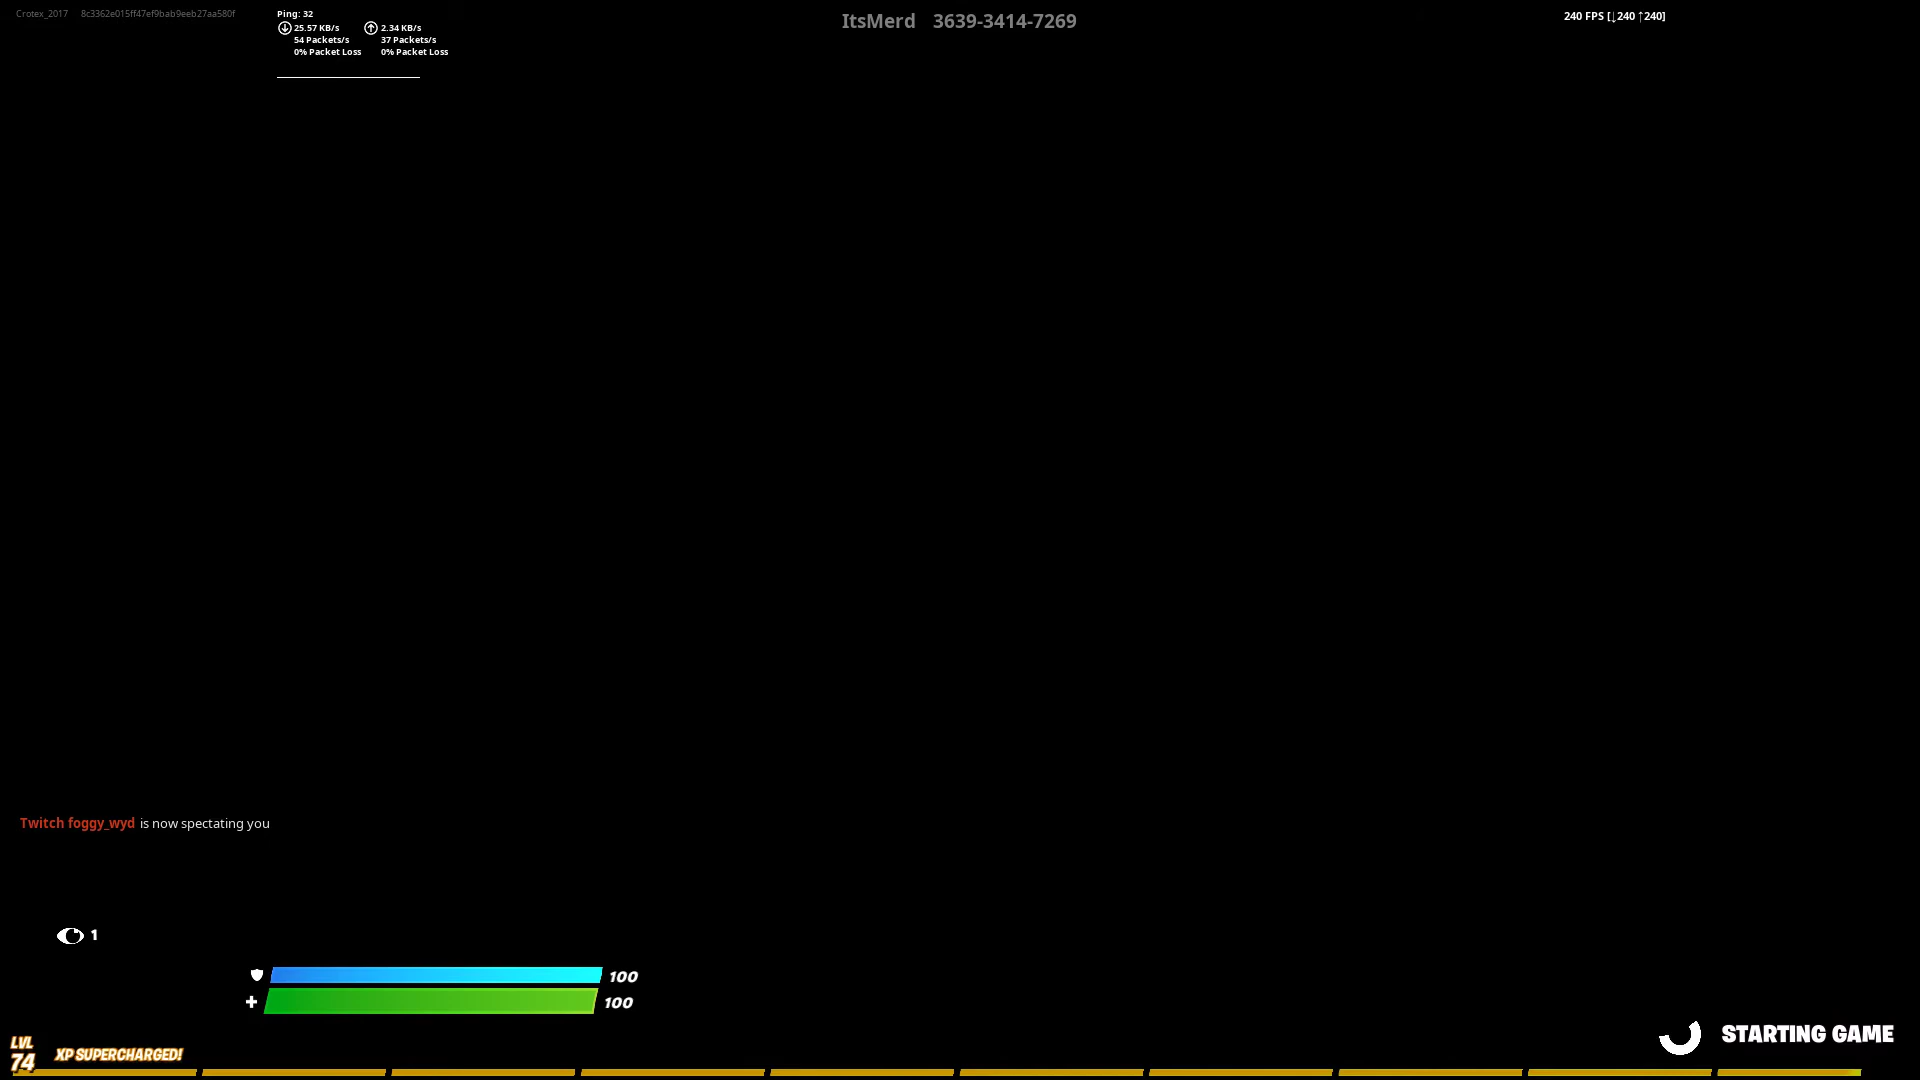 Crotex_2017 8c3362e015ff47ef9bab9eeb27aa580f
Ping: 32
25.57 KB/s 2.34 KB/s
54 Packets/s 37 Packets/s
0% Packet Loss 0% Packet Loss
ItsMerd 3639-3414-7269
240 FPS [↓240 ↑240]
Twitch foggy_wyd is now spectating you
1
100
100
LVL
74
XP SUPERCHARGED!
STARTING GAME